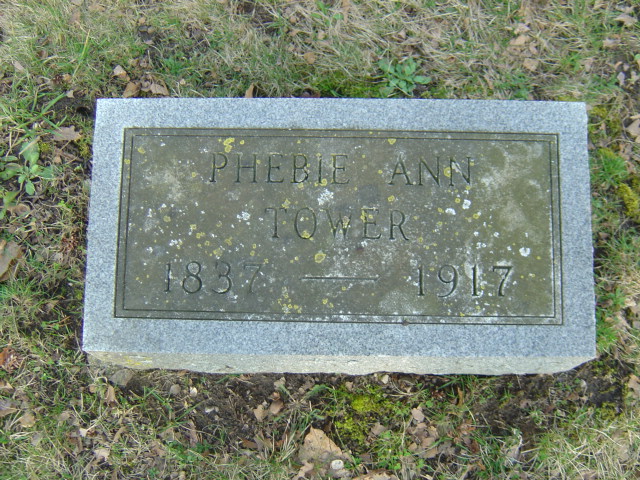 PHEBIE ANN
TOWER
1837 — 1917